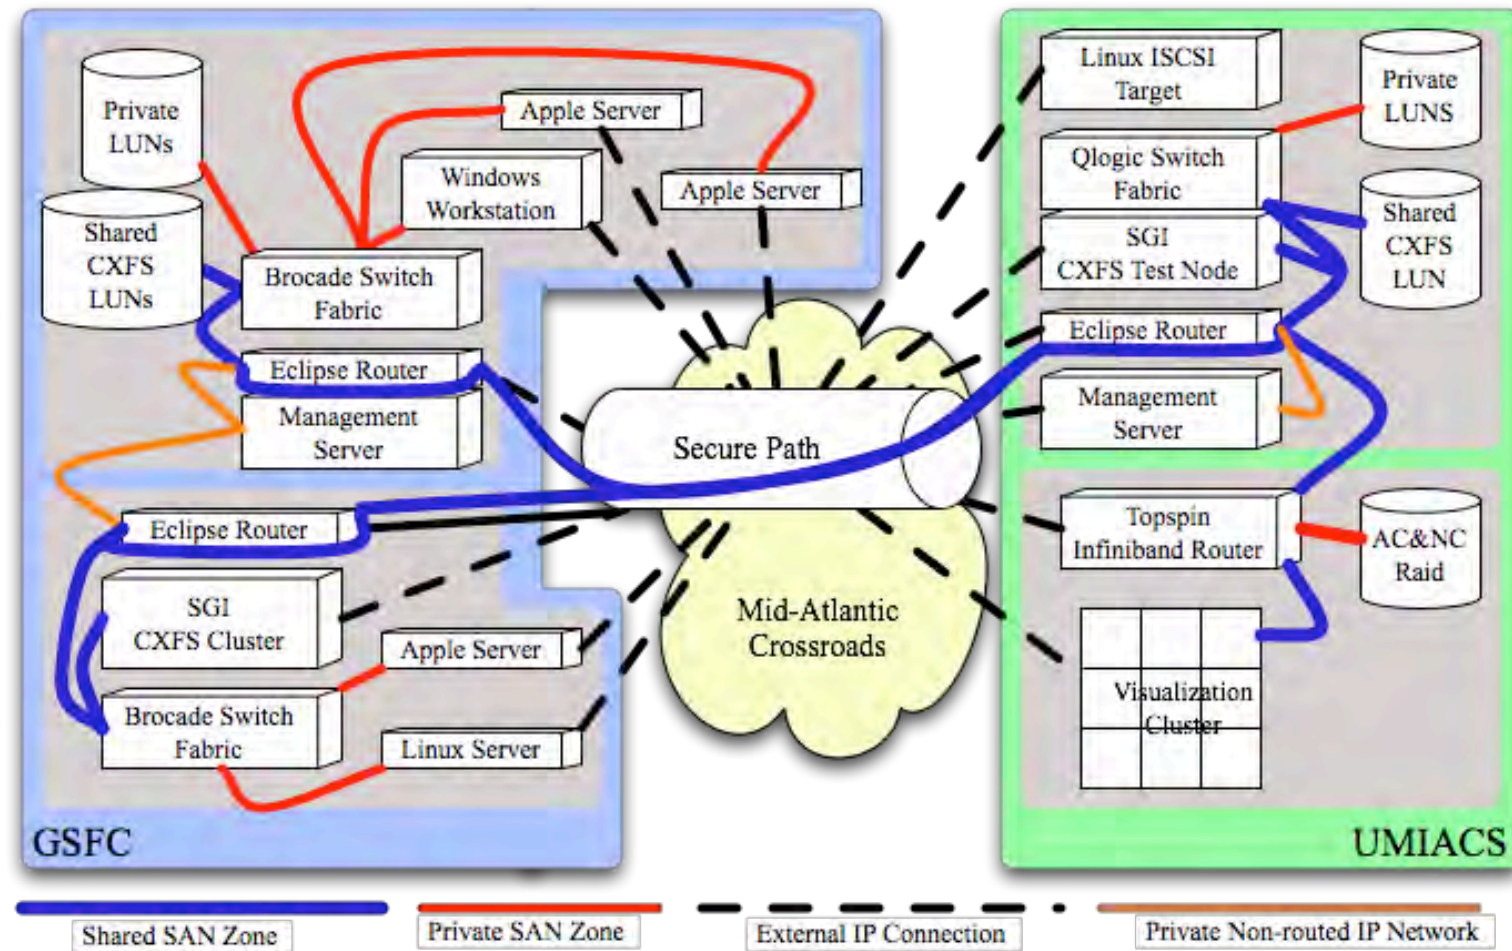 Private
LUNs
Apple Server
Windows
Workstation
Apple Server
Shared
CXFS
LUNs
Brocade Switch
Fabric
Eclipse Router
Management
Server
Eclipse Router
SGI
CXFS Cluster
Apple Server
Brocade Switch
Fabric
Linux Server
GSFC
Secure Path
Mid-Atlantic
Crossroads
Linux ISCSI
Target
Private
LUNS
Qlogic Switch
Fabric
SGI
CXFS Test Node
Shared
CXFS
LUN
Eclipse Router
Management
Server
Topspin
Infiniband Router
AC&NC
Raid
Visualization
Cluster
UMIACS
Shared SAN Zone
Private SAN Zone
External IP Connection
Private Non-routed IP Network